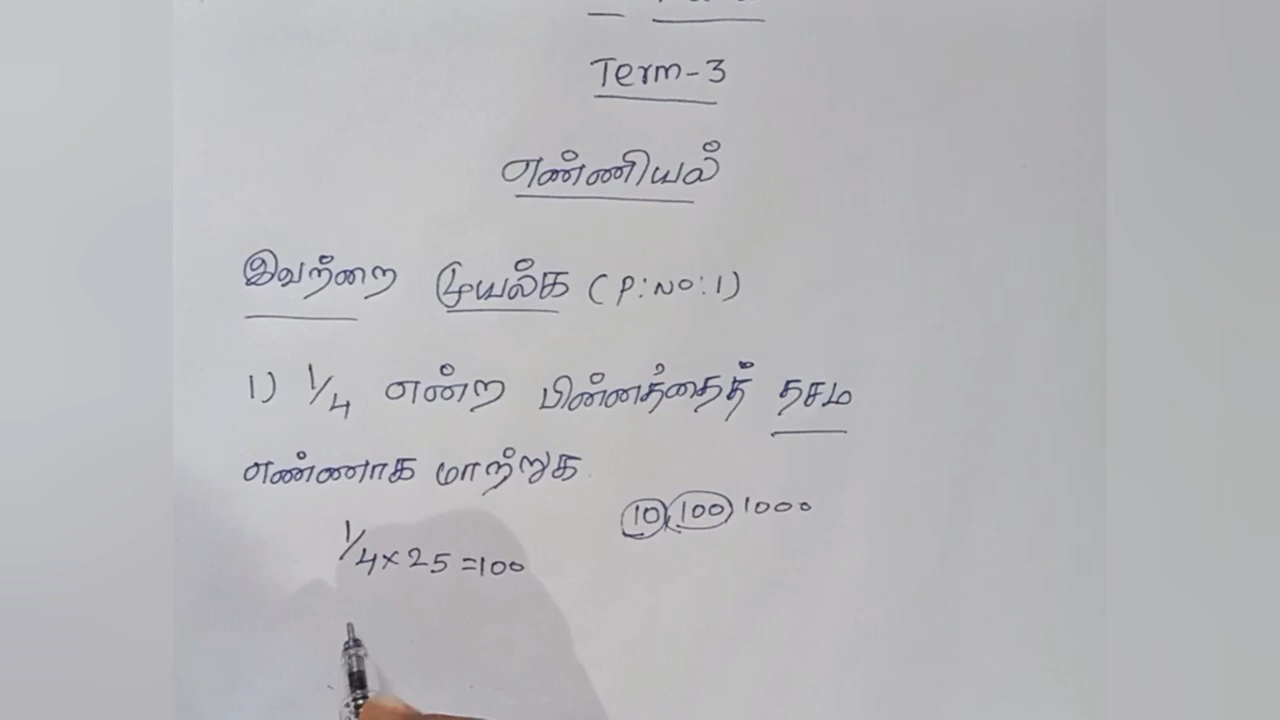 Term-3
எண்ணியல்
இவற்றை முயல்க (P:No:1)
1) 1/4 என்ற பின்னத்தைத் தசம
எண்ணாக மாற்றுக.
10 100 1000
1/4 × 25 = 100